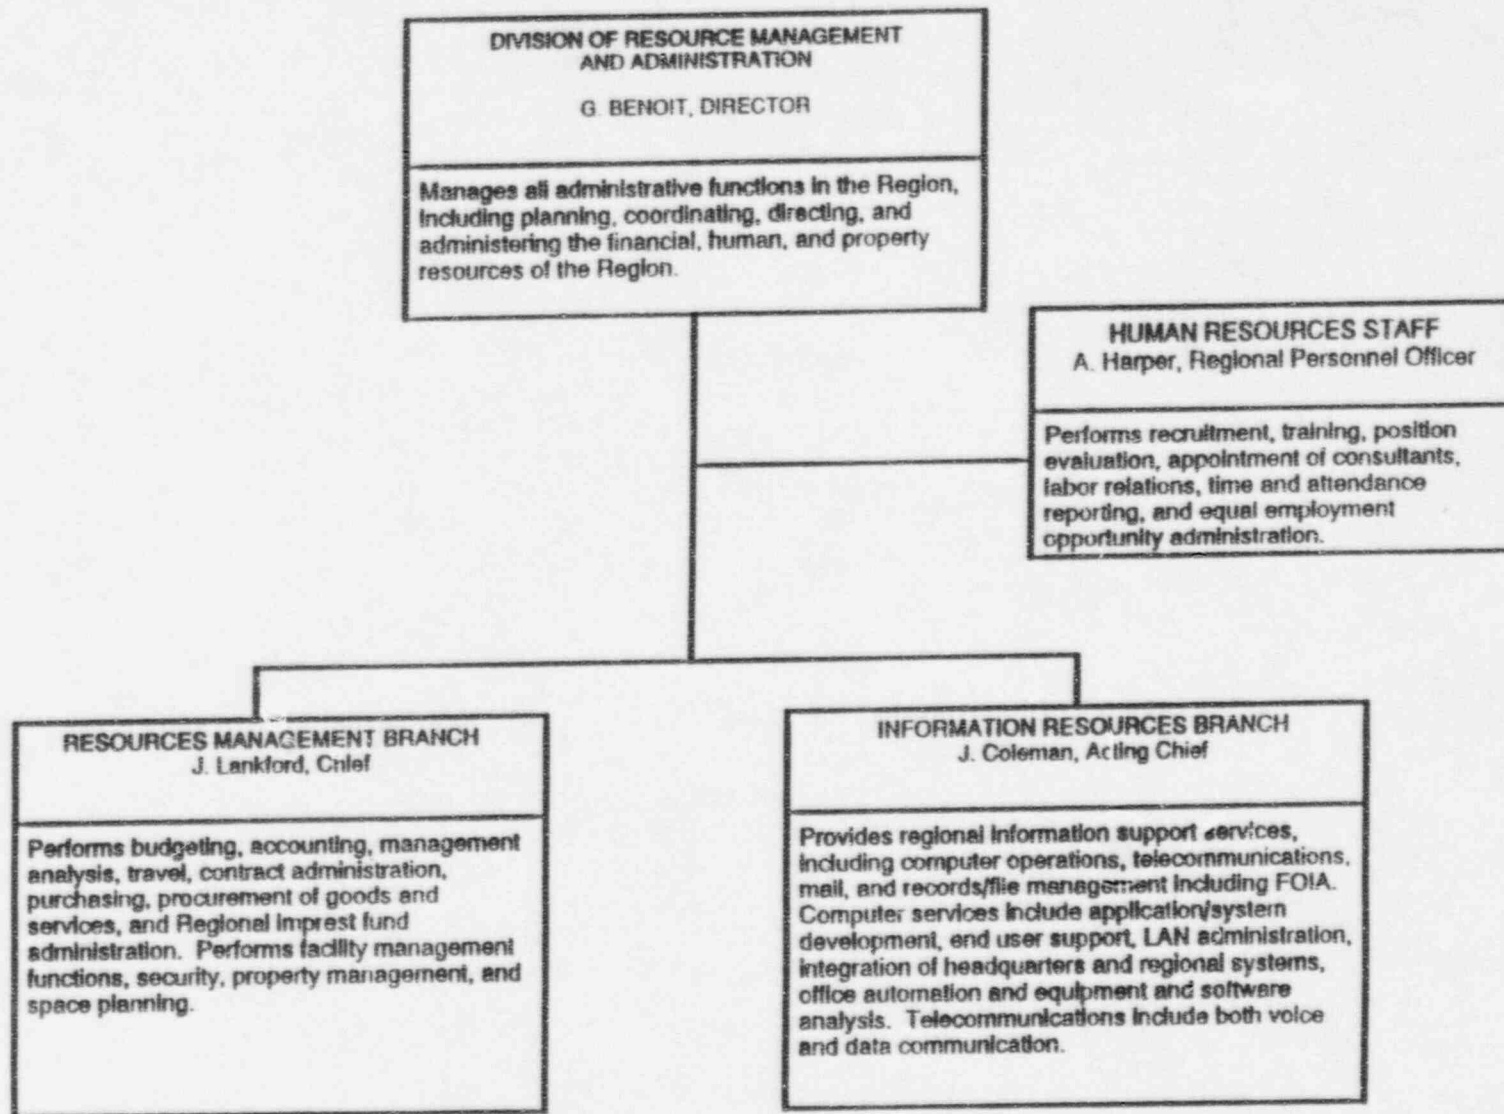 DIVISION OF RESOURCE MANAGEMENT
AND ADMINISTRATION
G. BENOIT, DIRECTOR
Manages all administrative functions in the Region,
including planning, coordinating, directing, and
administering the financial, human, and property
resources of the Region.
HUMAN RESOURCES STAFF
A. Harper, Regional Personnel Officer
Performs recruitment, training, position
evaluation, appointment of consultants,
labor relations, time and attendance
reporting, and equal employment
opportunity administration.
RESOURCES MANAGEMENT BRANCH
J. Lankford, Chief
Performs budgeting, accounting, management
analysis, travel, contract administration,
purchasing, procurement of goods and
services, and Regional imprest fund
administration. Performs facility management
functions, security, property management, and
space planning.
INFORMATION RESOURCES BRANCH
J. Coleman, Acting Chief
Provides regional information support services,
including computer operations, telecommunications,
mail, and records/file management including FOIA.
Computer services include application/system
development, end user support, LAN administration,
integration of headquarters and regional systems,
office automation and equipment and software
analysis. Telecommunications include both voice
and data communication.